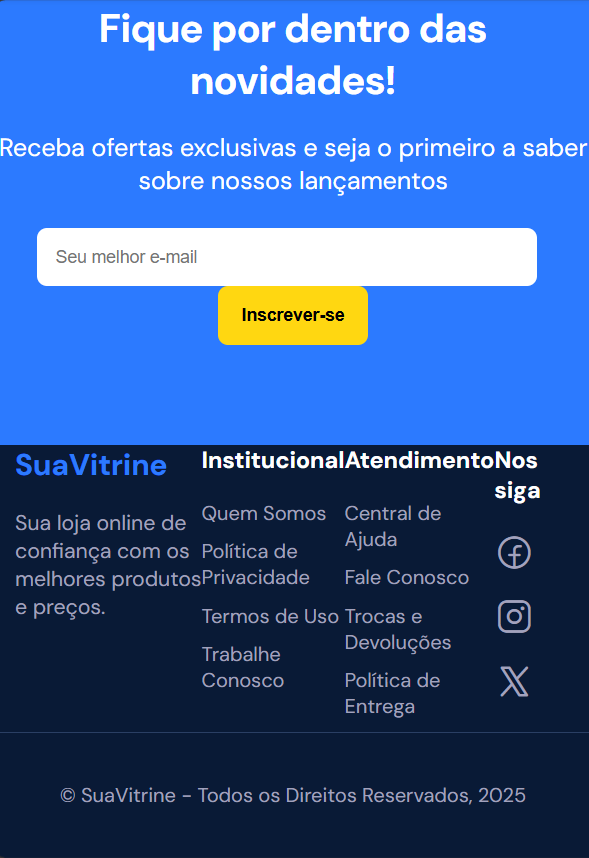 Fique por dentro das
novidades!
Receba ofertas exclusivas e seja o primeiro a saber
sobre nossos lançamentos
Seu melhor e-mail
Inscrever-se
SuaVitrine
Sua loja online de
confiança com os
melhores produtos
e preços.
Institucional
Quem Somos
Política de
Privacidade
Termos de Uso
Trabalhe
Conosco
Atendimento
Central de
Ajuda
Fale Conosco
Trocas e
Devoluções
Política de
Entrega
Nos
siga
© SuaVitrine - Todos os Direitos Reservados, 2025